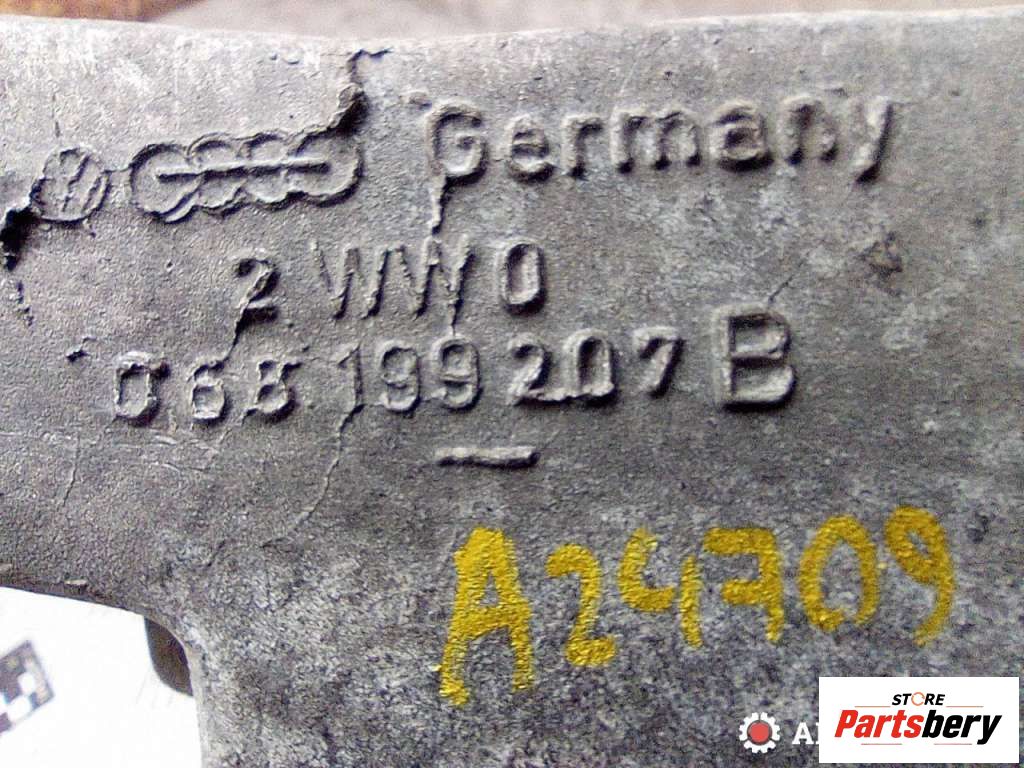 Germany
2 WW 0
068 199 207 B
A24709
STORE
Partsbery